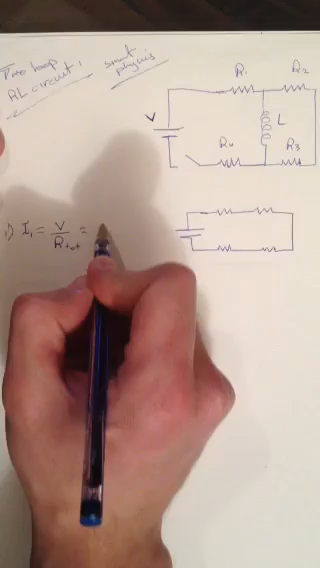 Two loop
RL circuit 1
smart
physics
R1 R2
V
L
R4 R3
1) I1 = V / Rtot =